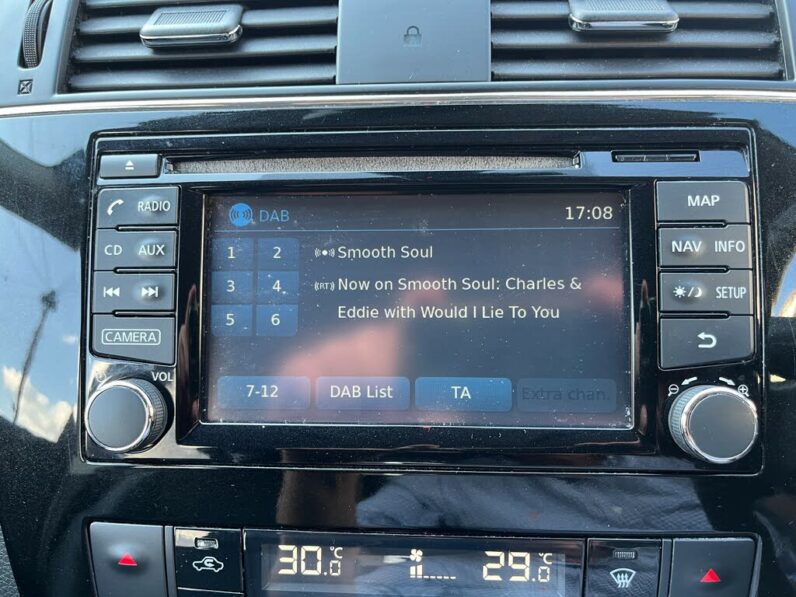 RADIO
CD AUX
CAMERA
VOL
DAB 17:08
1 2
3 4
5 6
Smooth Soul
(RT) Now on Smooth Soul: Charles &
Eddie with Would I Lie To You
7-12 DAB List TA Extra chan.
MAP
NAV INFO
SETUP
30.0 °C
29.0 °C